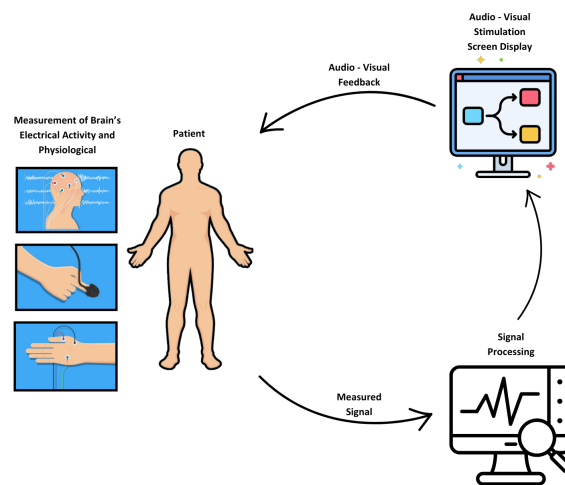 Audio - Visual
Stimulation
Screen Display
Audio - Visual
Feedback
Measurement of Brain's
Electrical Activity and
Physiological
Patient
Signal
Processing
Measured
Signal